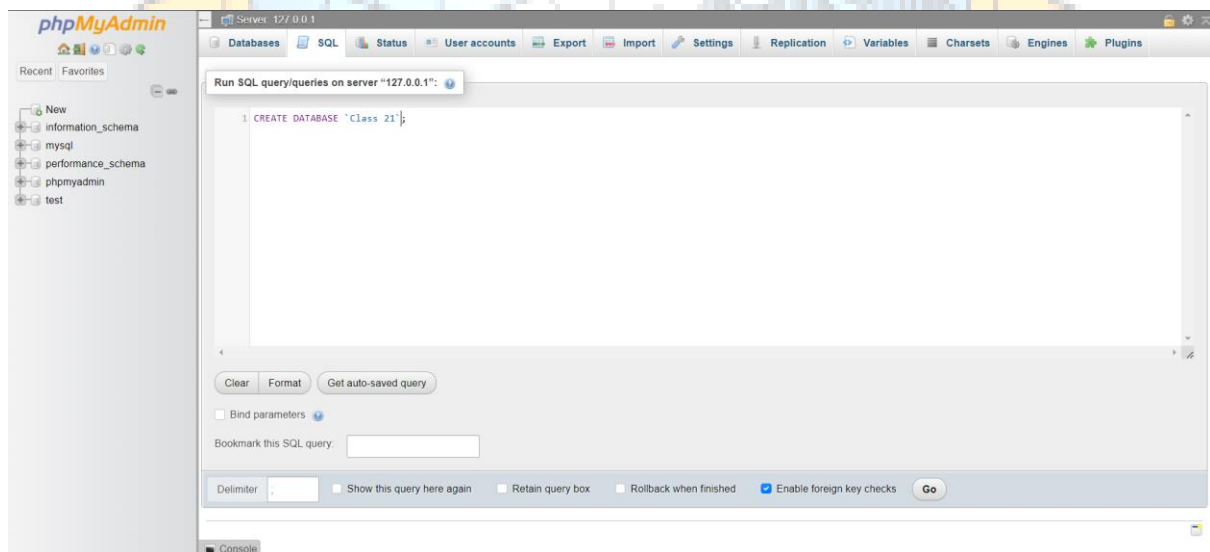 phpMyAdmin
Recent Favorites
New
information_schema
mysql
performance_schema
phpmyadmin
test
Server: 127.0.0.1
Databases SQL Status User accounts Export Import Settings Replication Variables Charsets Engines Plugins
Run SQL query/queries on server “127.0.0.1”:
1 CREATE DATABASE `Class 21`;
Clear Format Get auto-saved query
Bind parameters
Bookmark this SQL query:
Delimiter ; Show this query here again Retain query box Rollback when finished Enable foreign key checks Go
Console